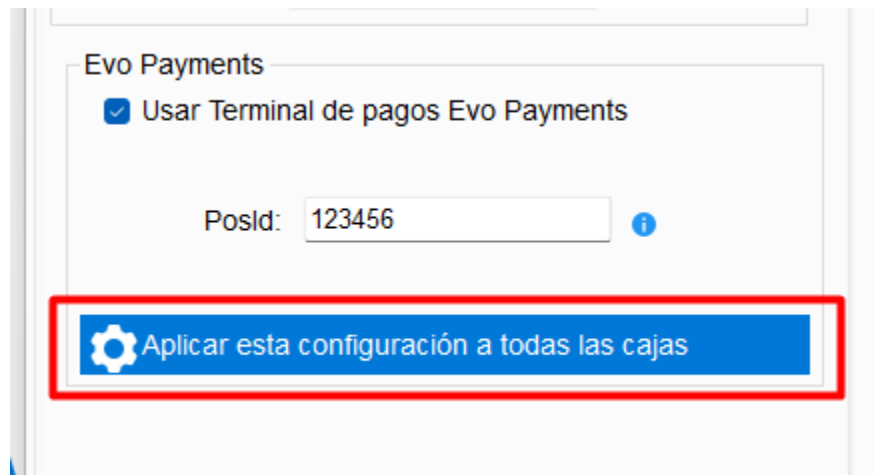 Evo Payments
Usar Terminal de pagos Evo Payments
PosId: 123456
Aplicar esta configuración a todas las cajas